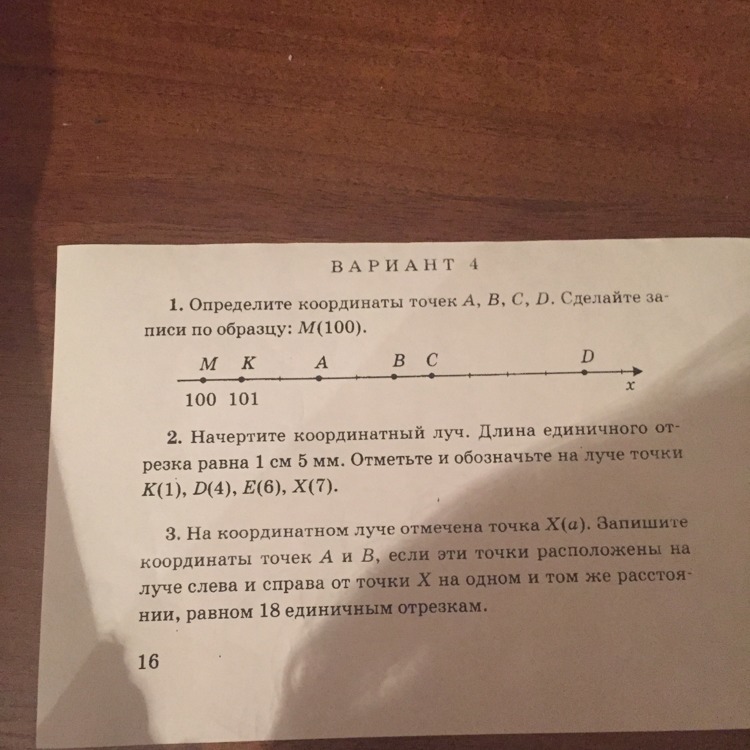 ВАРИАНТ 4
1. Определите координаты точек A, B, C, D. Сделайте за-
писи по образцу: M(100).
M K A B C D
x
100 101
2. Начертите координатный луч. Длина единичного от-
резка равна 1 см 5 мм. Отметьте и обозначьте на луче точки
K(1), D(4), E(6), X(7).
3. На координатном луче отмечена точка X(a). Запишите
координаты точек A и B, если эти точки расположены на
луче слева и справа от точки X на одном и том же расстоя-
нии, равном 18 единичным отрезкам.
16